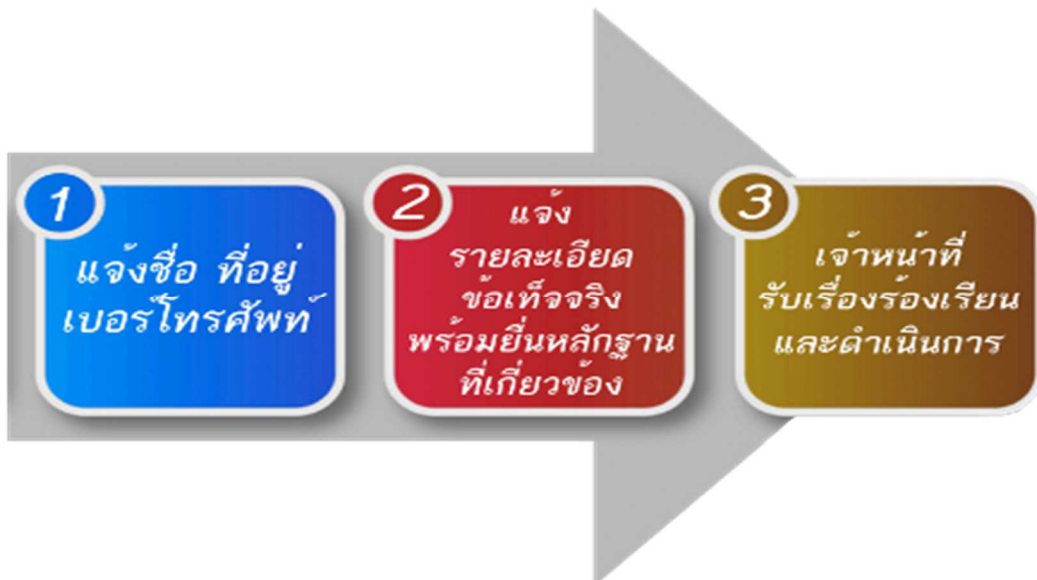 1
แจ้งชื่อ ที่อยู่
เบอร์โทรศัพท์
2
แจ้ง
รายละเอียด
ข้อเท็จจริง
พร้อมยื่นหลักฐาน
ที่เกี่ยวข้อง
3
เจ้าหน้าที่
รับเรื่องร้องเรียน
และดำเนินการ